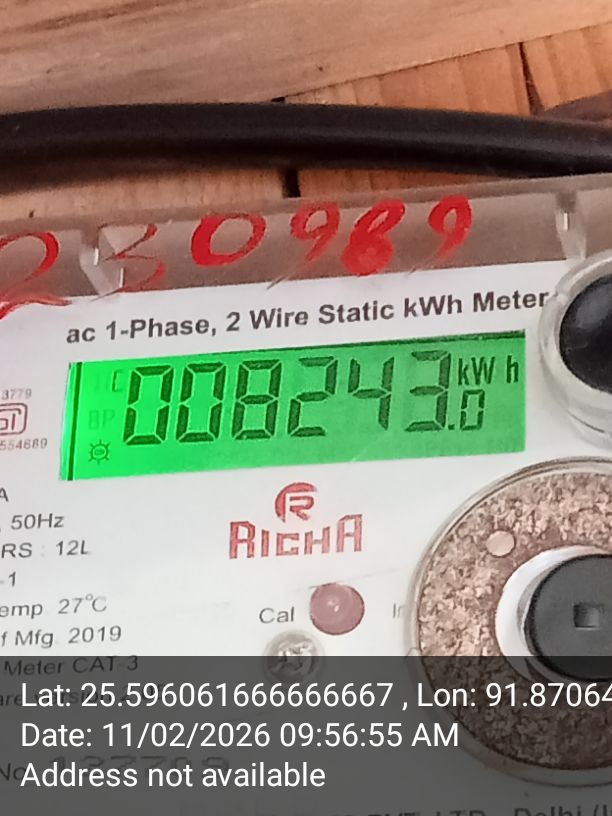 230989
ac 1-Phase, 2 Wire Static kWh Meter
3779
554689
008243.0 kWh
RICHA
50Hz
RS : 12L
-1
emp 27°C
f Mfg. 2019
Cal
Meter CAT-3
Lat: 25.596061666666667 , Lon: 91.87064
Date: 11/02/2026 09:56:55 AM
Address not available